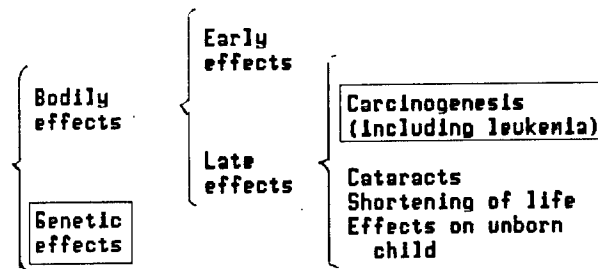 Bodily
effects
Genetic
effects
Early
effects
Late
effects
Carcinogenesis
(including leukemia)
Cataracts
Shortening of life
Effects on unborn
child